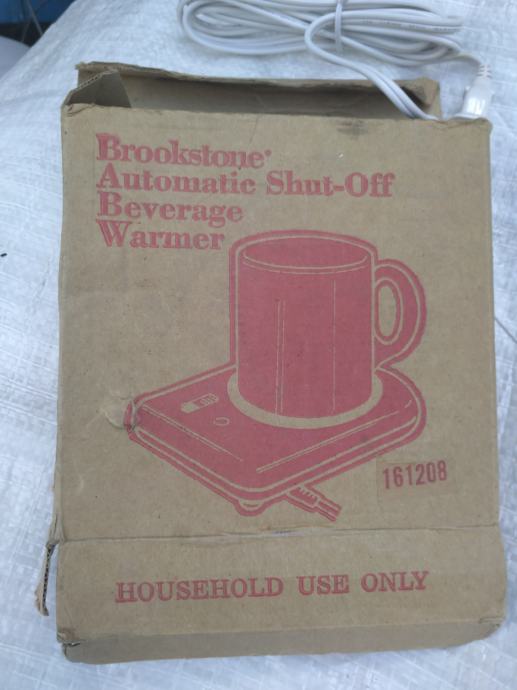 Brookstone®
Automatic Shut-Off
Beverage
Warmer
161208
HOUSEHOLD USE ONLY